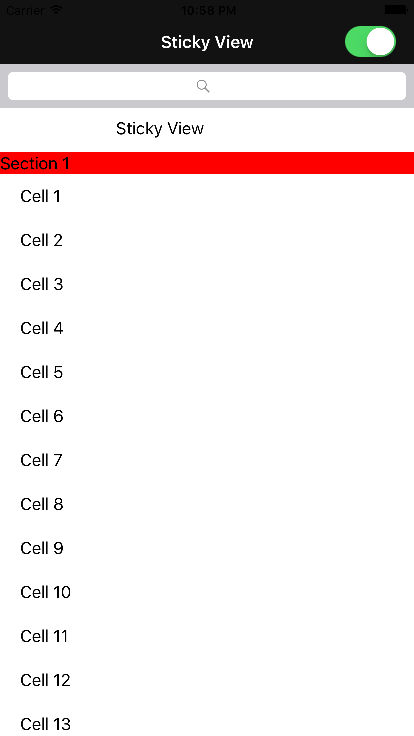 Carrier 10:58 PM
Sticky View
Sticky View
Section 1
Cell 1
Cell 2
Cell 3
Cell 4
Cell 5
Cell 6
Cell 7
Cell 8
Cell 9
Cell 10
Cell 11
Cell 12
Cell 13